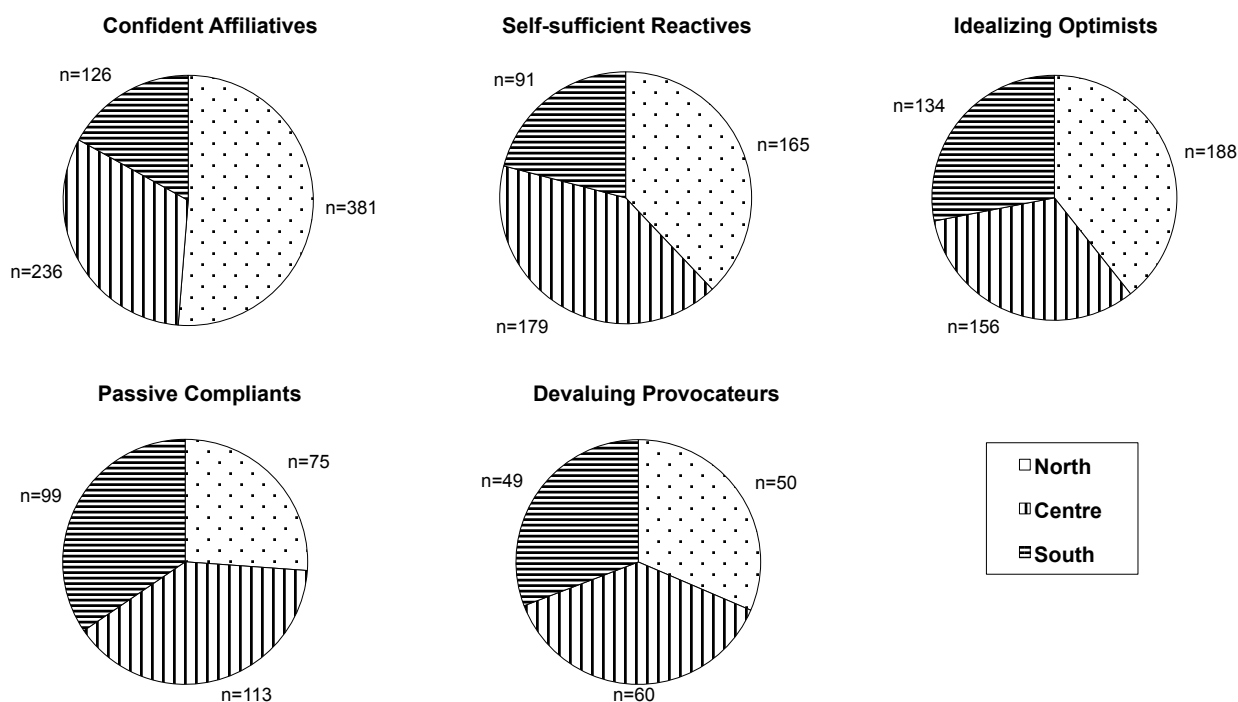 Confident Affiliatives
n=126
n=381
n=236
Self-sufficient Reactives
n=91
n=165
n=179
Idealizing Optimists
n=134
n=188
n=156
Passive Compliants
n=75
n=99
n=113
Devaluing Provocateurs
n=49
n=50
n=60
North
Centre
South